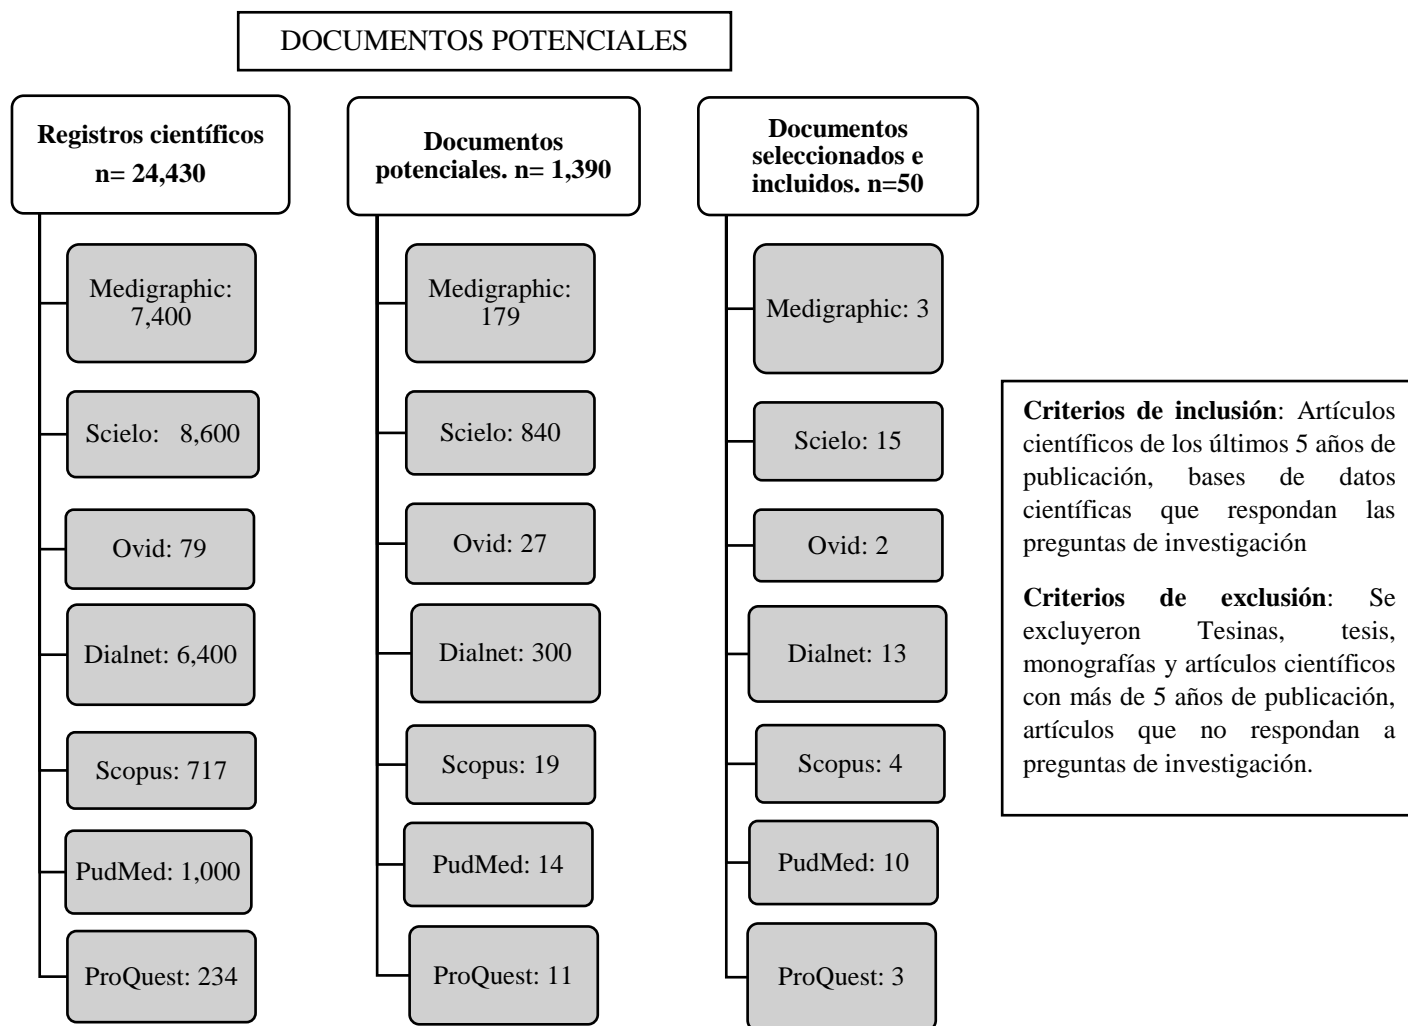 DOCUMENTOS POTENCIALES
Registros científicos
n= 24,430
Medigraphic:
7,400
Scielo: 8,600
Ovid: 79
Dialnet: 6,400
Scopus: 717
PudMed: 1,000
ProQuest: 234
Documentos
potenciales. n= 1,390
Medigraphic:
179
Scielo: 840
Ovid: 27
Dialnet: 300
Scopus: 19
PudMed: 14
ProQuest: 11
Documentos
seleccionados e
incluidos. n=50
Medigraphic: 3
Scielo: 15
Ovid: 2
Dialnet: 13
Scopus: 4
PudMed: 10
ProQuest: 3
Criterios de inclusión: Artículos
científicos de los últimos 5 años de
publicación, bases de datos
científicas que respondan las
preguntas de investigación
Criterios de exclusión: Se
excluyeron Tesinas, tesis,
monografías y artículos científicos
con más de 5 años de publicación,
artículos que no respondan a
preguntas de investigación.